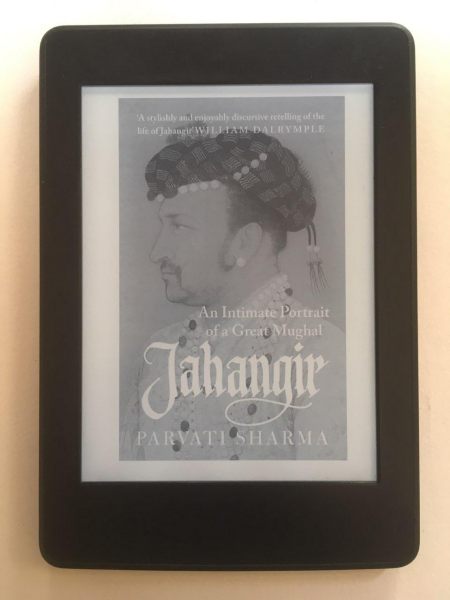 'A stylishly and enjoyably discursive retelling of the
life of Jahangir' WILLIAM DALRYMPLE
An Intimate Portrait
of a Great Mughal
Jahangir
PARVATI SHARMA